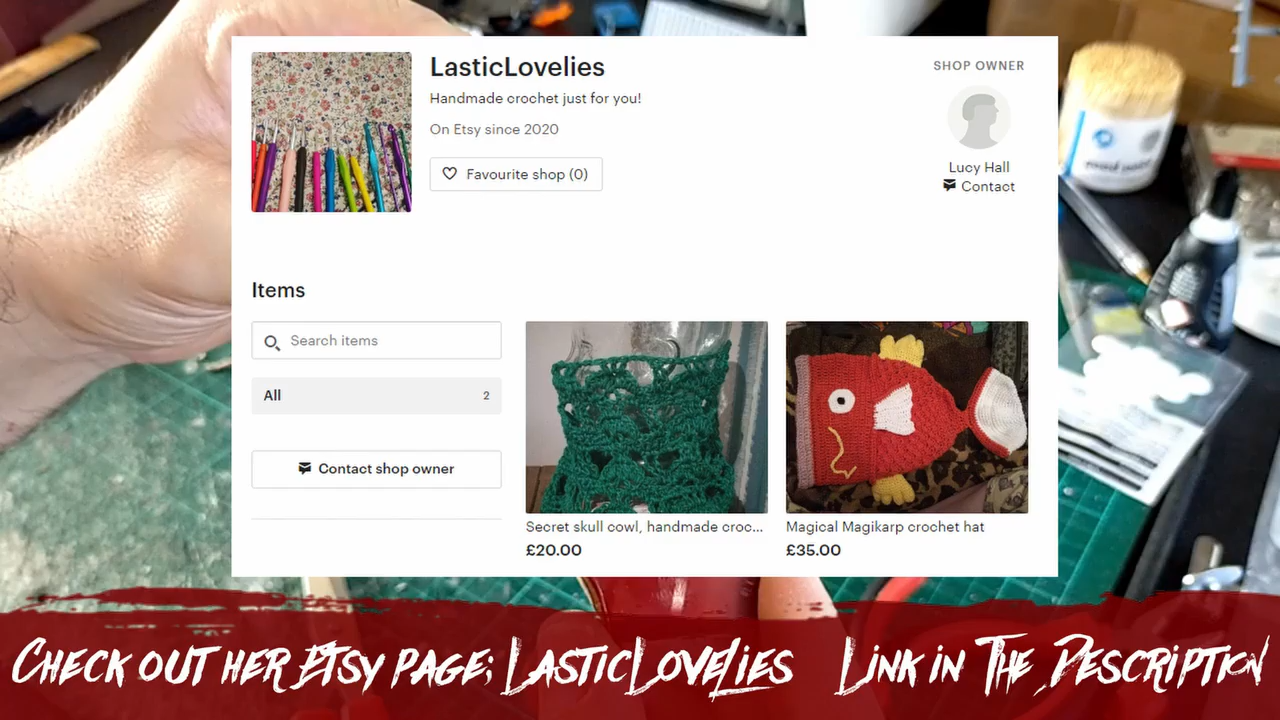 LasticLovelies
Handmade crochet just for you!
On Etsy since 2020
Favourite shop (0)
SHOP OWNER
Lucy Hall
Contact
Items
Search items
All 2
Contact shop owner
Secret skull cowl, handmade croc...
£20.00
Magical Magikarp crochet hat
£35.00
Check out her Etsy page; LasticLovelies Link in The Description